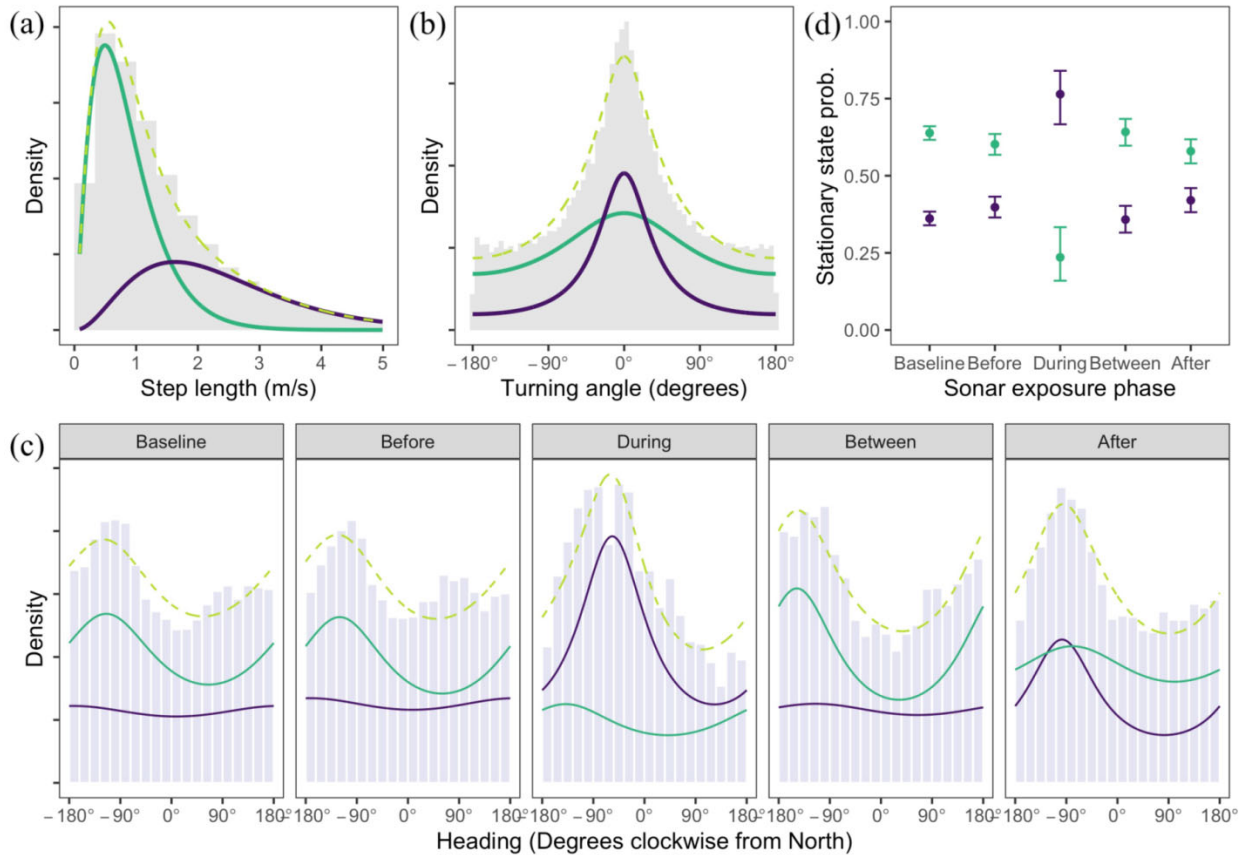 (a)
Density
0 1 2 3 4 5
Step length (m/s)
(b)
Density
−180° −90° 0° 90° 180°
Turning angle (degrees)
(d)
Stationary state prob.
1.00
0.75
0.50
0.25
0.00
Baseline Before During Between After
Sonar exposure phase
(c)
Baseline Before During Between After
Density
−180° −90° 0° 90° 180° −180° −90° 0° 90° 180° −180° −90° 0° 90° 180° −180° −90° 0° 90° 180° −180° −90° 0° 90° 180°
Heading (Degrees clockwise from North)